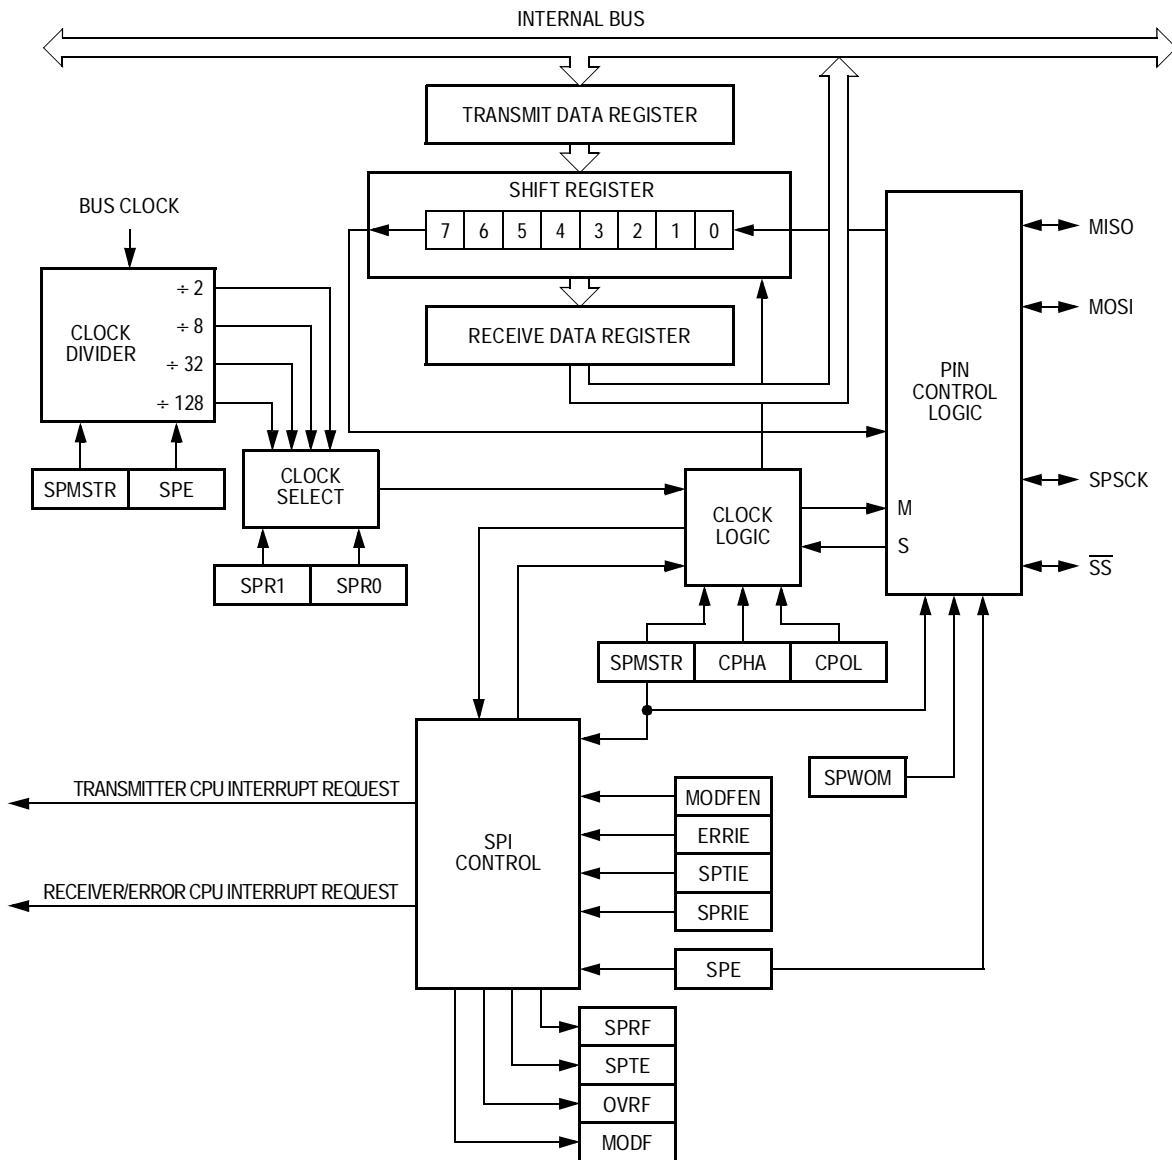 INTERNAL BUS
TRANSMIT DATA REGISTER
SHIFT REGISTER
7 6 5 4 3 2 1 0
RECEIVE DATA REGISTER
BUS CLOCK
CLOCK
DIVIDER
÷ 2
÷ 8
÷ 32
÷ 128
SPMSTR SPE
CLOCK
SELECT
SPR1 SPR0
CLOCK
LOGIC
SPMSTR CPHA CPOL
PIN
CONTROL
LOGIC
M
S
MISO
MOSI
SPSCK
SS
SPWOM
TRANSMITTER CPU INTERRUPT REQUEST
RECEIVER/ERROR CPU INTERRUPT REQUEST
SPI
CONTROL
MODFEN
ERRIE
SPTIE
SPRIE
SPE
SPRF
SPTE
OVRF
MODF